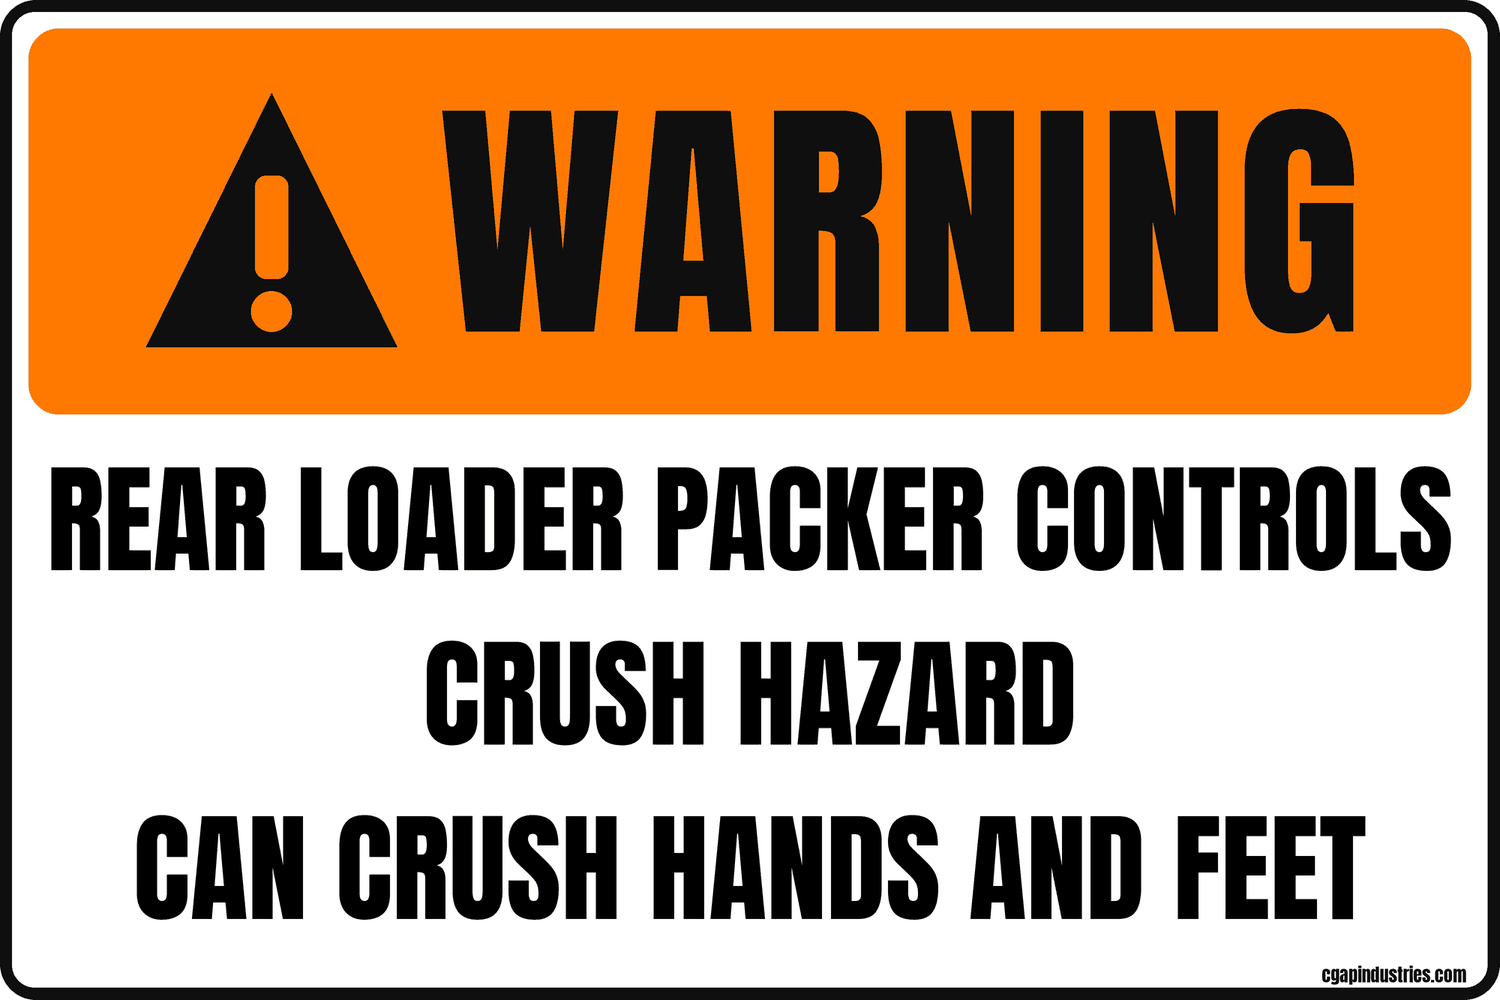 WARNING
REAR LOADER PACKER CONTROLS
CRUSH HAZARD
CAN CRUSH HANDS AND FEET
cgapindustries.com